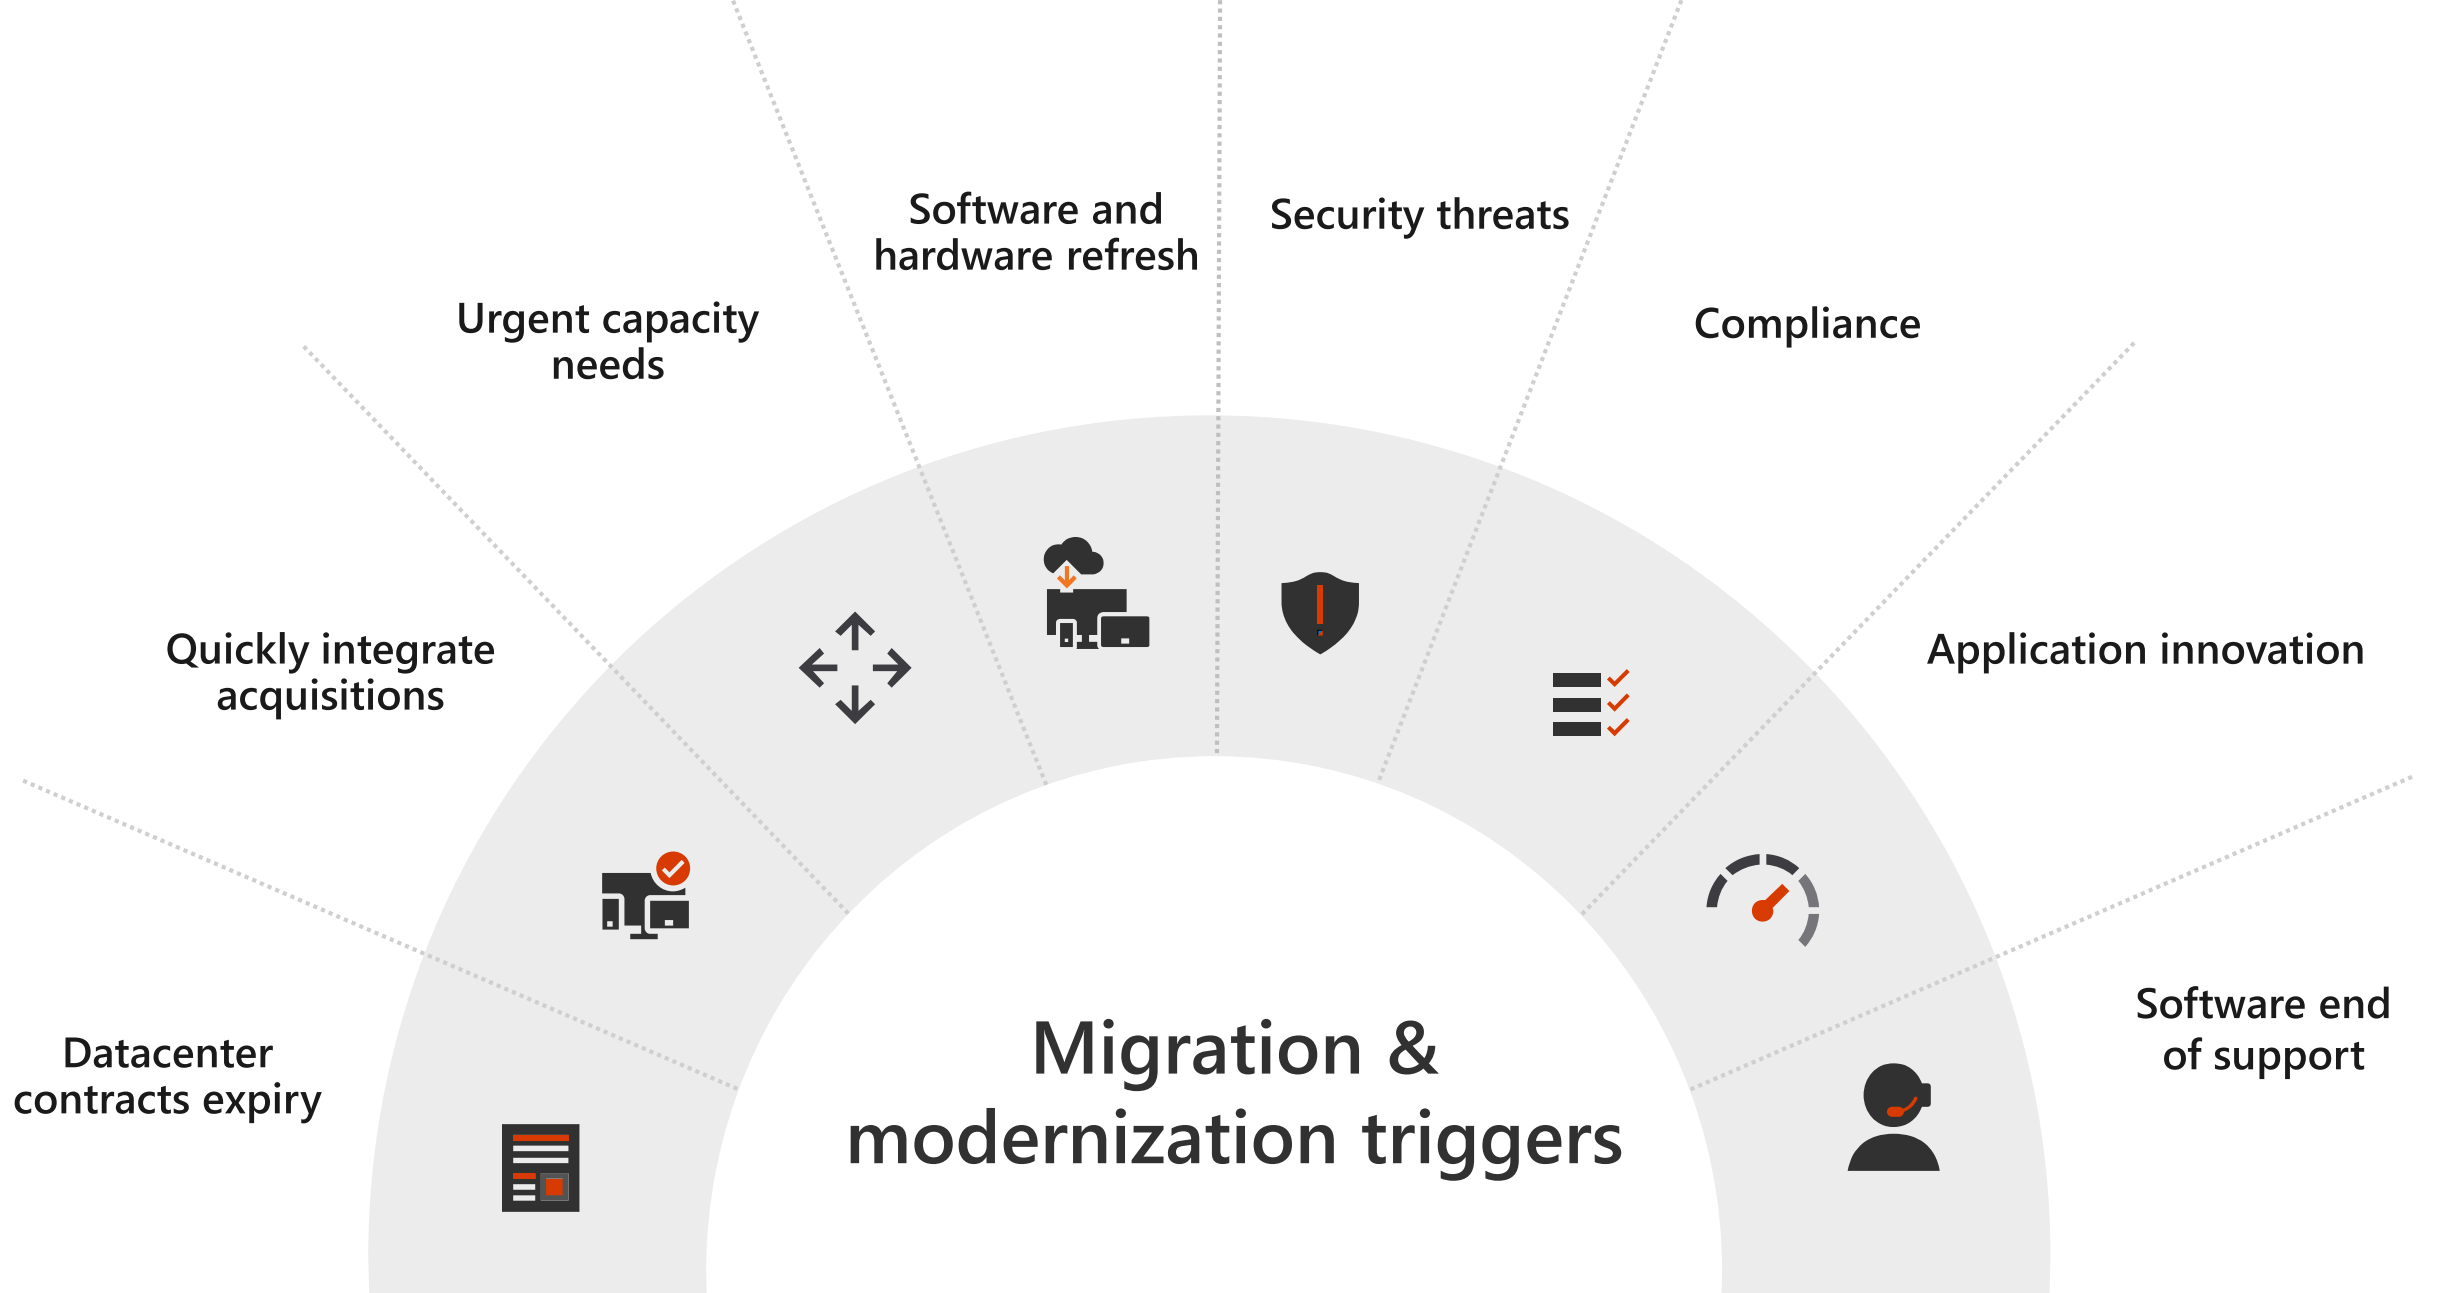 Software and
hardware refresh
Security threats
Urgent capacity
needs
Compliance
Quickly integrate
acquisitions
Application innovation
Datacenter
contracts expiry
Software end
of support
Migration &
modernization triggers